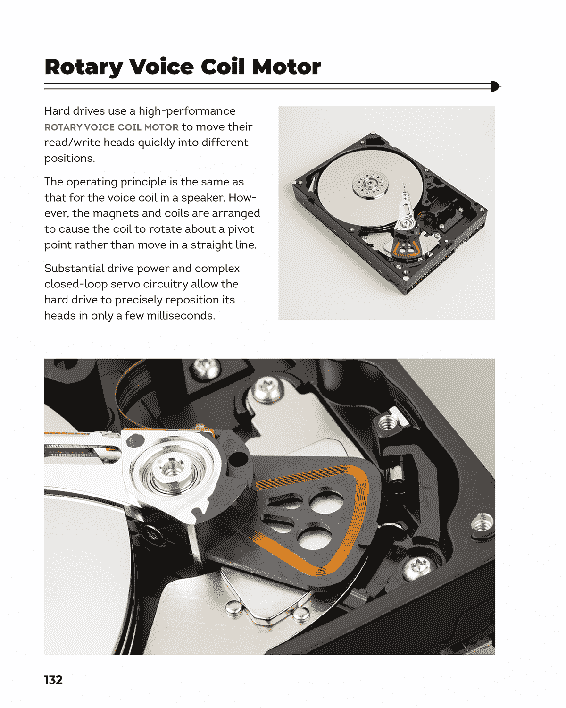 Rotary Voice Coil Motor
Hard drives use a high-performance
ROTARY VOICE COIL MOTOR to move their
read/write heads quickly into different
positions.
The operating principle is the same as
that for the voice coil in a speaker. How-
ever, the magnets and coils are arranged
to cause the coil to rotate about a pivot
point rather than move in a straight line.
Substantial drive power and complex
closed-loop servo circuitry allow the
hard drive to precisely reposition its
heads in only a few milliseconds.
132